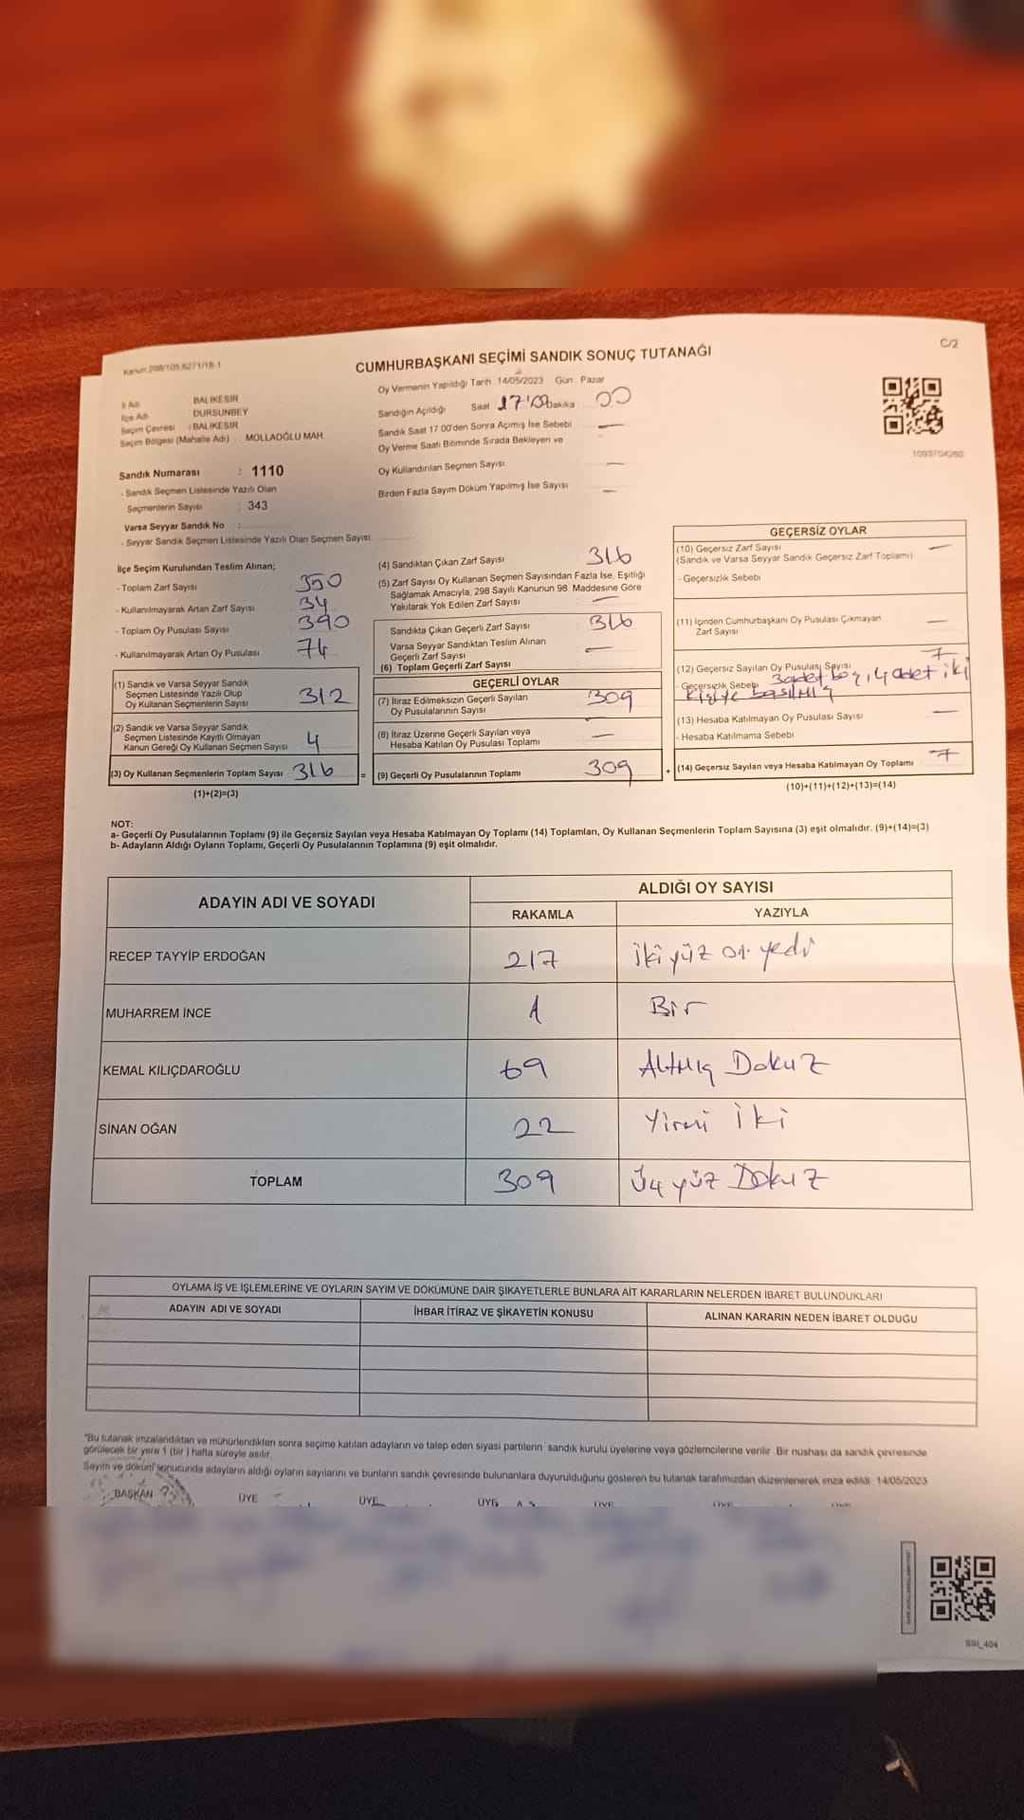 Kanun 298/105,6271/18-1
CUMHURBAŞKANI SEÇİMİ SANDIK SONUÇ TUTANAĞI
C/2
İl Adı BALIKESİR
İlçe Adı DURSUNBEY
Seçim Çevresi : BALIKESİR
Seçim Bölgesi (Mahalle Adı) : MOLLAOĞLU MAH.
Sandık Numarası : 1110
- Sandık Seçmen Listesinde Yazılı Olan
Seçmenlerin Sayısı : 343
Varsa Seyyar Sandık No :
- Seyyar Sandık Seçmen Listesinde Yazılı Olan Seçmen Sayısı
Oy Vermenin Yapıldığı Tarih 14/05/2023 Gün : Pazar
Sandığın Açıldığı Saat 17:00 Dakika 00
Sandık Saat 17.00'den Sonra Açımış İse Sebebi —
Oy Verme Saati Bitiminde Sırada Bekleyen ve
Oy Kullandırılan Seçmen Sayısı —
Birden Fazla Sayım Döküm Yapılmış İse Sayısı —
1093704260
İlçe Seçim Kurulundan Teslim Alınan;
- Toplam Zarf Sayısı 350
- Kullanılmayarak Artan Zarf Sayısı 34
- Toplam Oy Pusulası Sayısı 390
- Kullanılmayarak Artan Oy Pusulası 74
(1) Sandık ve Varsa Seyyar Sandık
Seçmen Listesinde Yazılı Olup
Oy Kullanan Seçmenlerin Sayısı 312
(2) Sandık ve Varsa Seyyar Sandık
Seçmen Listesinde Kayıtlı Olmayan
Kanun Gereği Oy Kullanan Seçmen Sayısı 4
(3) Oy Kullanan Seçmenlerin Toplam Sayısı 316
(1)+(2)=(3)
(4) Sandıktan Çıkan Zarf Sayısı 316
(5) Zarf Sayısı Oy Kullanan Seçmen Sayısından Fazla İse, Eşitliği
Sağlamak Amacıyla, 298 Sayılı Kanunun 98. Maddesine Göre
Yakılarak Yok Edilen Zarf Sayısı —
Sandıkta Çıkan Geçerli Zarf Sayısı 316
Varsa Seyyar Sandıktan Teslim Alınan
Geçerli Zarf Sayısı —
(6) Toplam Geçerli Zarf Sayısı
GEÇERLİ OYLAR
(7) İtiraz Edilmeksizin Geçerli Sayılan
Oy Pusulalarının Sayısı 309
(8) İtiraz Üzerine Geçerli Sayılan veya
Hesaba Katılan Oy Pusulası Toplamı —
= (9) Geçerli Oy Pusulalarının Toplamı 309
GEÇERSİZ OYLAR
(10) Geçersiz Zarf Sayısı —
(Sandık ve Varsa Seyyar Sandık Geçersiz Zarf Toplamı)
- Geçersizlik Sebebi
(11) İçinden Cumhurbaşkanı Oy Pusulası Çıkmayan
Zarf Sayısı —
(12) Geçersiz Sayılan Oy Pusulası Sayısı 7
- Geçersizlik Sebebi 3 adet boş, 4 adet iki
kişiye basılmış
(13) Hesaba Katılmayan Oy Pusulası Sayısı —
- Hesaba Katılmama Sebebi
+ (14) Geçersiz Sayılan veya Hesaba Katılmayan Oy Toplamı 7
(10)+(11)+(12)+(13)=(14)
NOT:
a- Geçerli Oy Pusulalarının Toplamı (9) ile Geçersiz Sayılan veya Hesaba Katılmayan Oy Toplamı (14) Toplamları, Oy Kullanan Seçmenlerin Toplam Sayısına (3) eşit olmalıdır. (9)+(14)=(3)
b- Adayların Aldığı Oyların Toplamı, Geçerli Oy Pusulalarının Toplamına (9) eşit olmalıdır.
ADAYIN ADI VE SOYADI ALDIĞI OY SAYISI
RAKAMLA YAZIYLA
RECEP TAYYİP ERDOĞAN 217 İki yüz on yedi
MUHARREM İNCE 1 Bir
KEMAL KILIÇDAROĞLU 69 Altmış Dokuz
SİNAN OĞAN 22 Yirmi İki
TOPLAM 309 Üç yüz Dokuz
OYLAMA İŞ VE İŞLEMLERİNE VE OYLARIN SAYIM VE DÖKÜMÜNE DAİR ŞİKAYETLERLE BUNLARA AİT KARARLARIN NELERDEN İBARET BULUNDUKLARI
ADAYIN ADI VE SOYADI İHBAR İTİRAZ VE ŞİKAYETİN KONUSU ALINAN KARARIN NEDEN İBARET OLDUĞU
"Bu tutanak imzalandıktan ve mühürlendikten sonra seçime katılan adayların ve talep eden siyasi partilerin sandık kurulu üyelerine veya gözlemcilerine verilir. Bir nüshası da sandık çevresinde
görülecek bir yere 1 (bir) hafta süreyle asılır.
Sayım ve döküm sonucunda adayların aldığı oyların sayılarını ve bunların sandık çevresinde bulunanlara duyurulduğunu gösteren bu tutanak tarafımızdan düzenlenerek imza edildi. 14/05/2023
BAŞKAN ÜYE ÜYE ÜYE ÜYE ÜYE ÜYE
SSİ_404